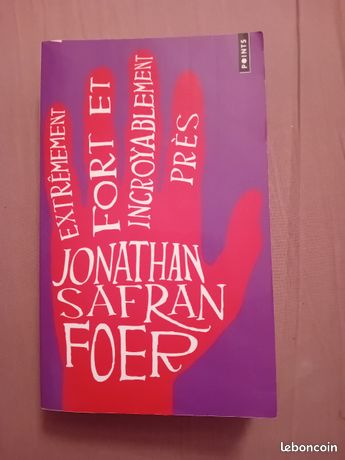 POINTS
EXTRÊMEMENT
FORT ET
INCROYABLEMENT
PRÈS
JONATHAN
SAFRAN
FOER
leboncoin